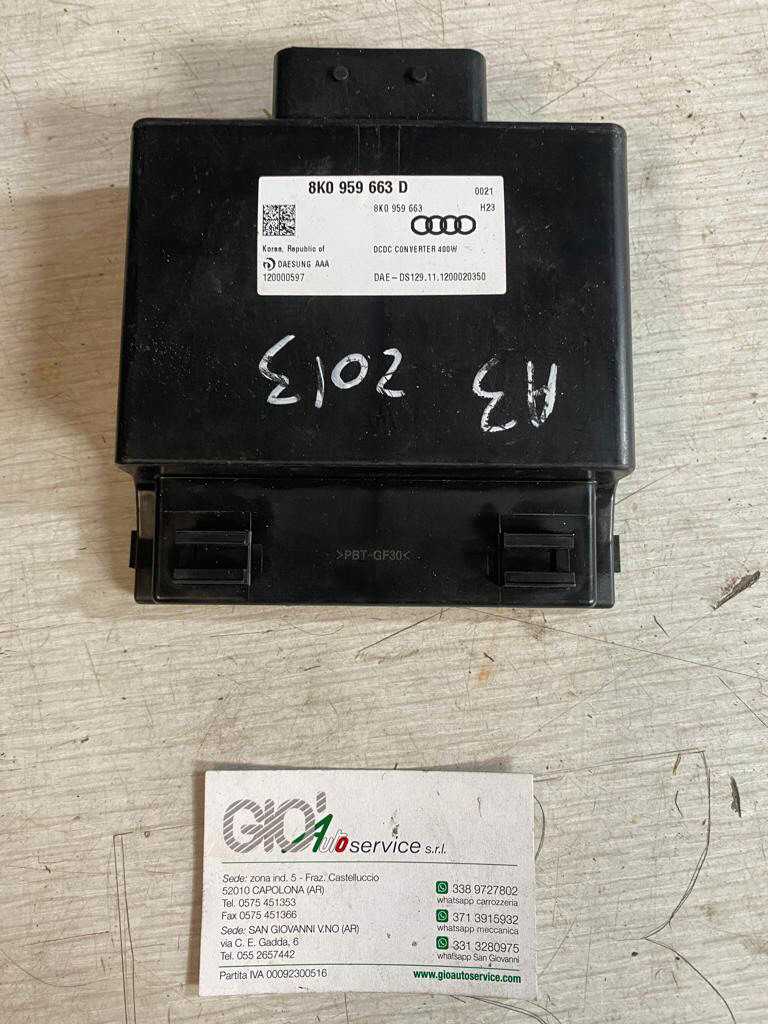 8K0 959 663 D
0021
8K0 959 663
H23
Korea, Republic of
DCDC CONVERTER 400W
DAESUNG AAA
120000597
DAE-DS129.11.1200020350
A3 2013
>PBT-GF30<
GIO' Auto service s.r.l.
Sede: zona ind. 5 - Fraz. Castelluccio
52010 CAPOLONA (AR)
Tel. 0575 451353
Fax 0575 451366
Sede: SAN GIOVANNI V.NO (AR)
via C. E. Gadda, 6
Tel. 055 2657442
Partita IVA 00092300516
338 9727802
whatsapp carrozzeria
371 3915932
whatsapp meccanica
331 3280975
whatsapp San Giovanni
www.gioautoservice.com